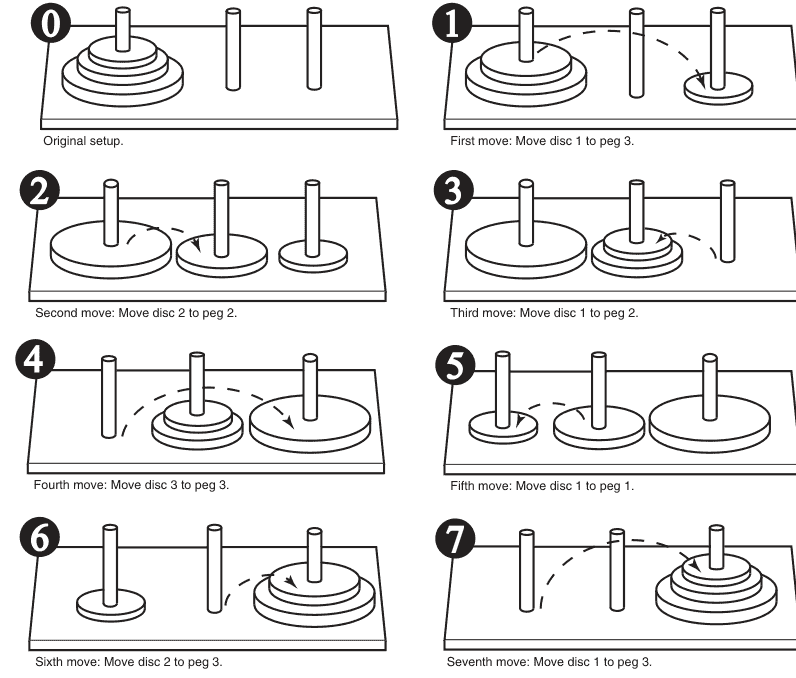 0
Original setup.
1
First move: Move disc 1 to peg 3.
2
Second move: Move disc 2 to peg 2.
3
Third move: Move disc 1 to peg 2.
4
Fourth move: Move disc 3 to peg 3.
5
Fifth move: Move disc 1 to peg 1.
6
Sixth move: Move disc 2 to peg 3.
7
Seventh move: Move disc 1 to peg 3.